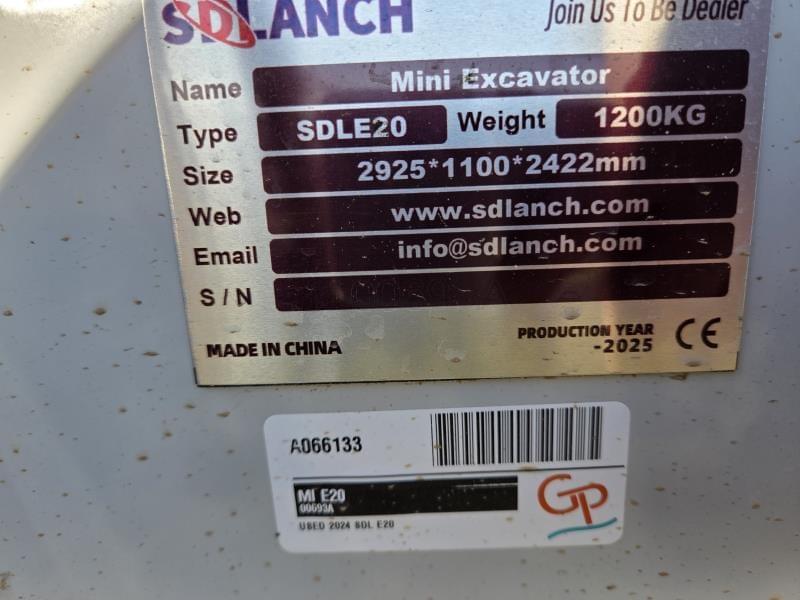 SDLANCH Join Us To Be Dealer
Name Mini Excavator
Type SDLE20 Weight 1200KG
Size 2925*1100*2422mm
Web www.sdlanch.com
Email info@sdlanch.com
S/N
MADE IN CHINA PRODUCTION YEAR
-2025 CE
A066133
MI E20
00693A
USED 2024 SDL E20
GP